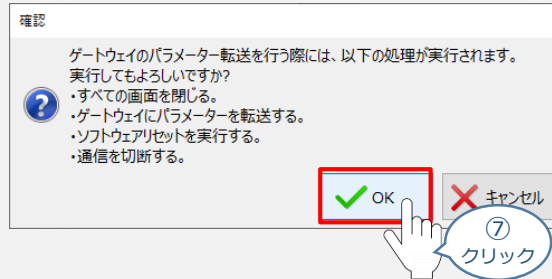 確認
ゲートウェイのパラメーター転送を行う際には、以下の処理が実行されます。
実行してもよろしいですか?
・すべての画面を閉じる。
・ゲートウェイにパラメーターを転送する。
・ソフトウェアリセットを実行する。
・通信を切断する。
OK
キャンセル
⑦
クリック